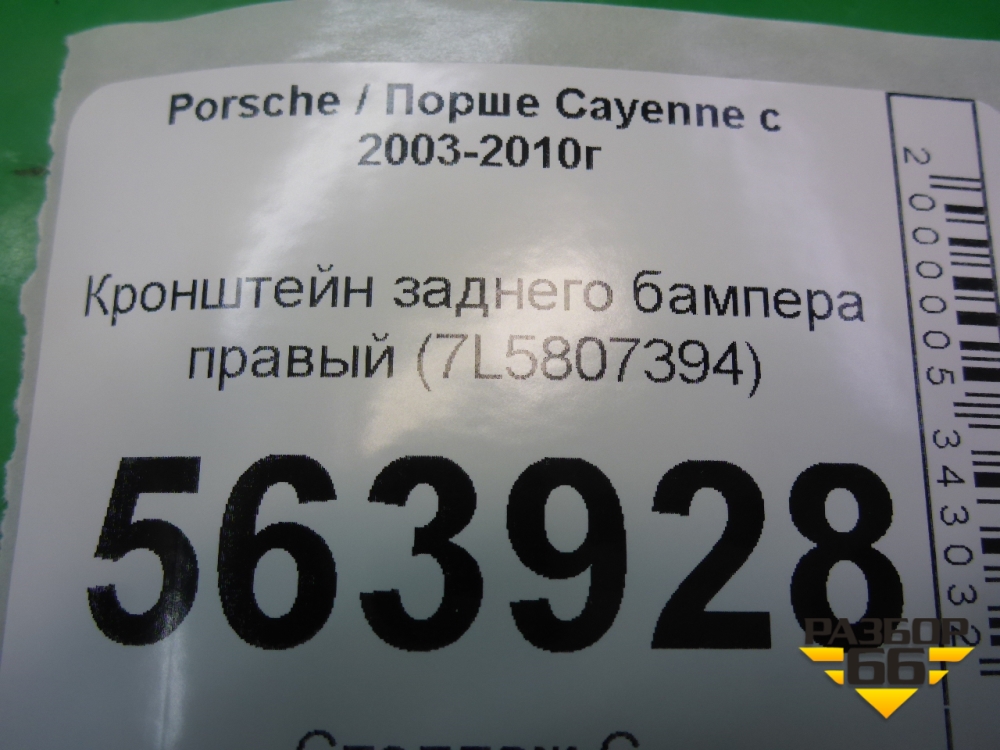 Porsche / Порше Cayenne с
2003-2010г
Кронштейн заднего бампера
правый (7L5807394)
563928
2000005343032
РАЗБОР
66